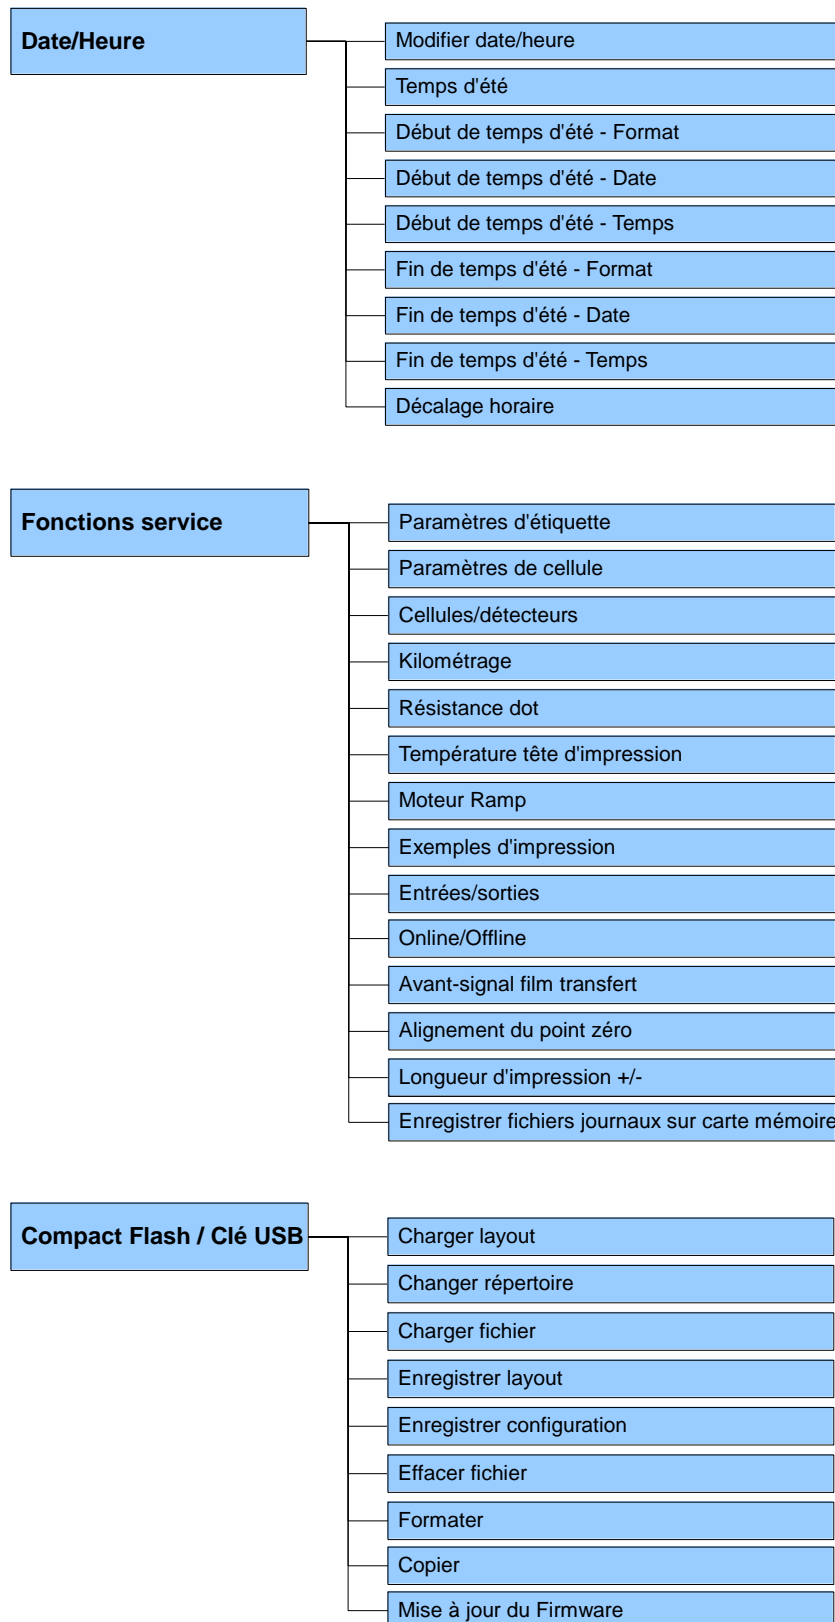 Date/Heure
Modifier date/heure
Temps d'été
Début de temps d'été - Format
Début de temps d'été - Date
Début de temps d'été - Temps
Fin de temps d'été - Format
Fin de temps d'été - Date
Fin de temps d'été - Temps
Décalage horaire
Fonctions service
Paramètres d'étiquette
Paramètres de cellule
Cellules/détecteurs
Kilométrage
Résistance dot
Température tête d'impression
Moteur Ramp
Exemples d'impression
Entrées/sorties
Online/Offline
Avant-signal film transfert
Alignement du point zéro
Longueur d'impression +/-
Enregistrer fichiers journaux sur carte mémoire
Compact Flash / Clé USB
Charger layout
Changer répertoire
Charger fichier
Enregistrer layout
Enregistrer configuration
Effacer fichier
Formater
Copier
Mise à jour du Firmware